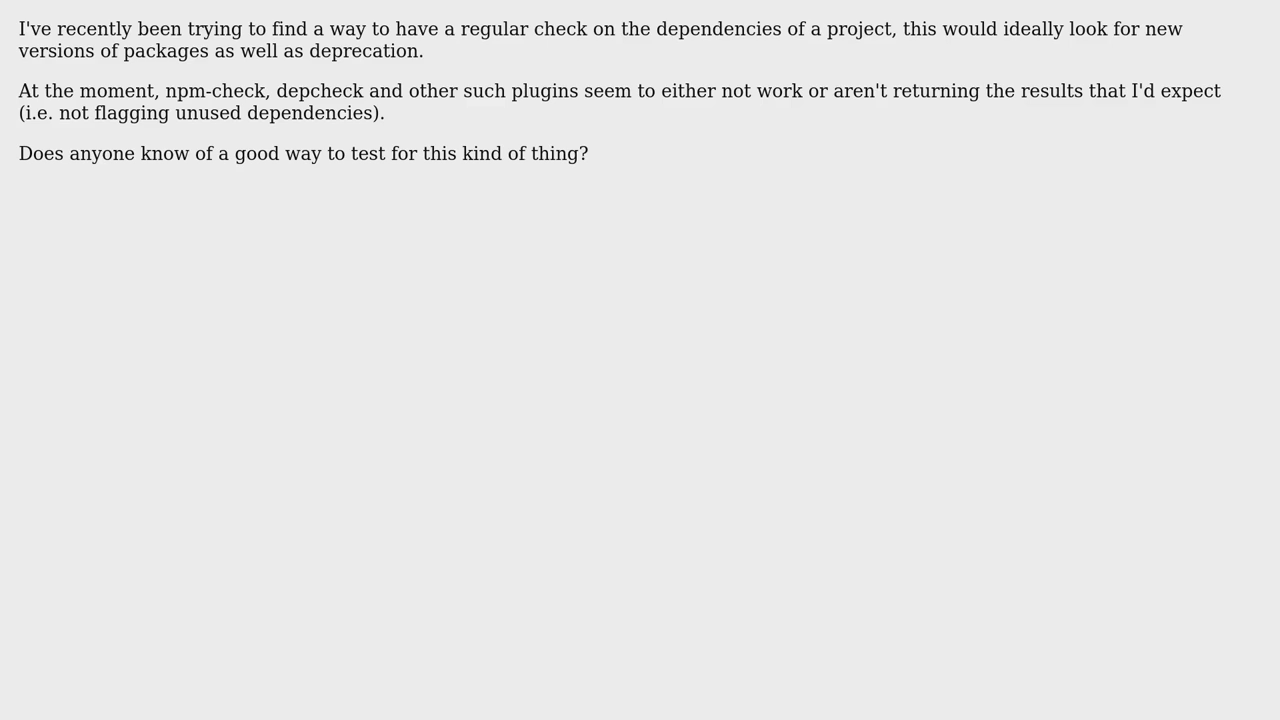 I've recently been trying to find a way to have a regular check on the dependencies of a project, this would ideally look for new
versions of packages as well as deprecation.
At the moment, npm-check, depcheck and other such plugins seem to either not work or aren't returning the results that I'd expect
(i.e. not flagging unused dependencies).
Does anyone know of a good way to test for this kind of thing?